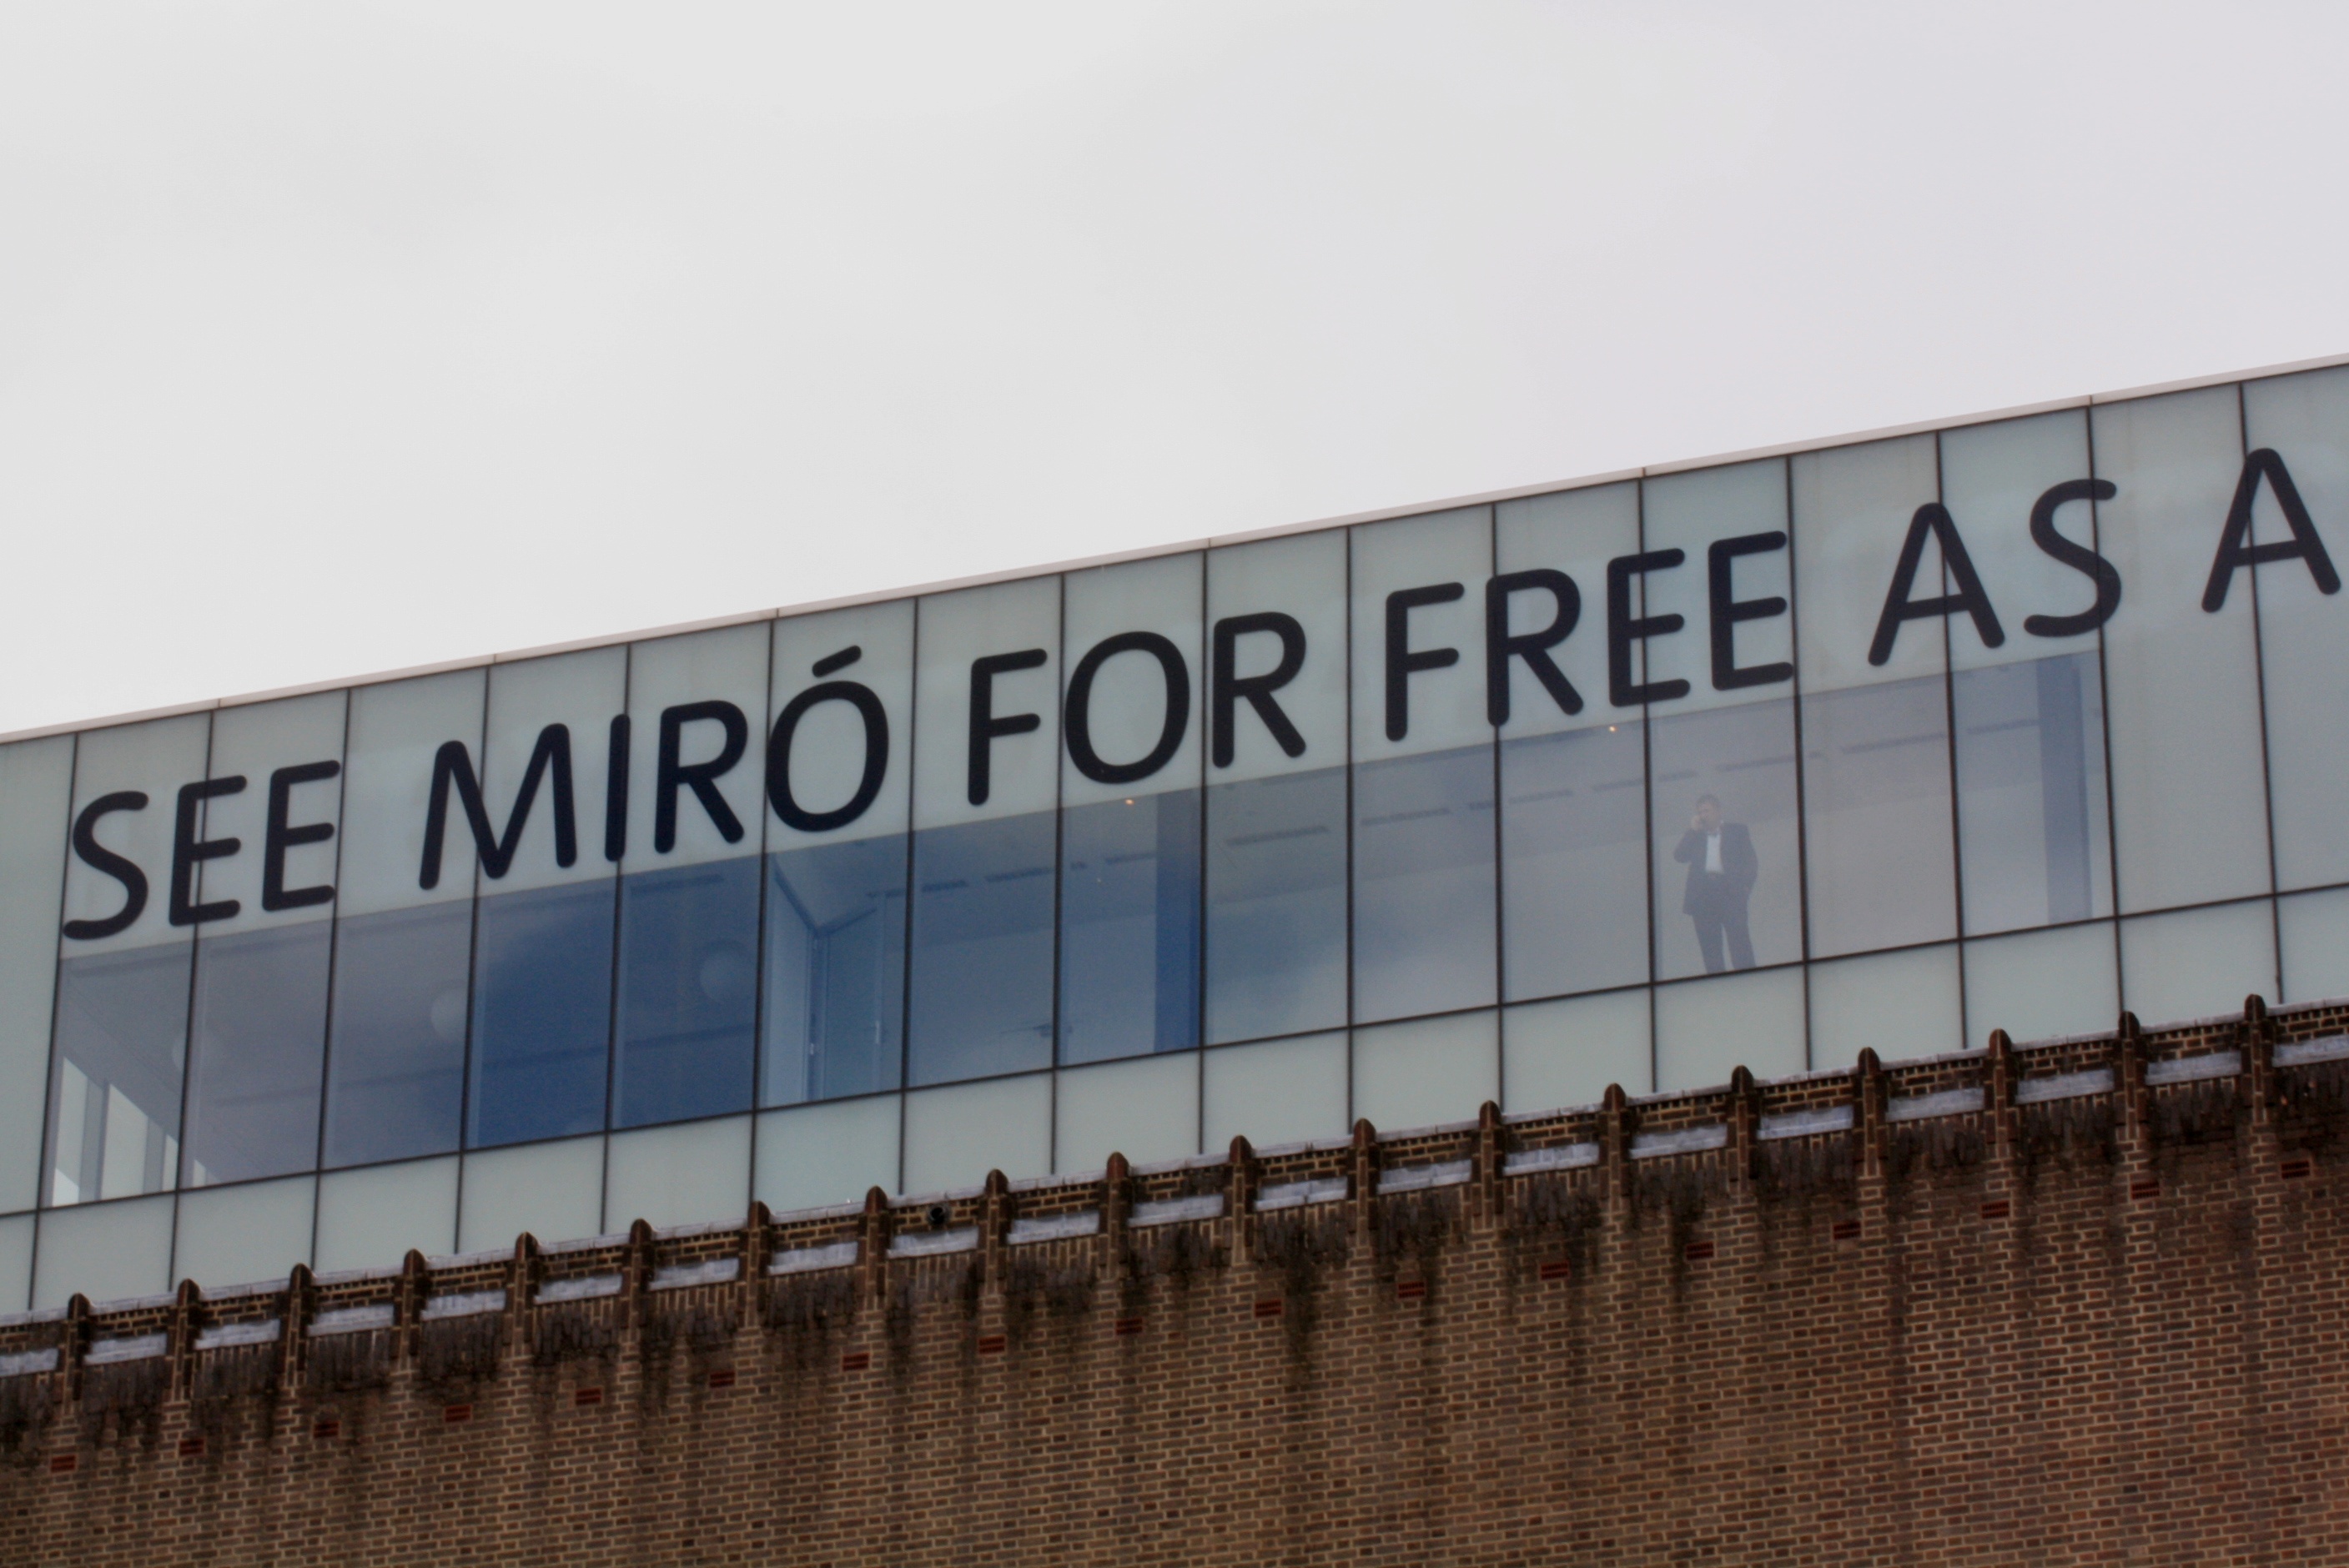 SEE MIRÓ FOR FREE AS A